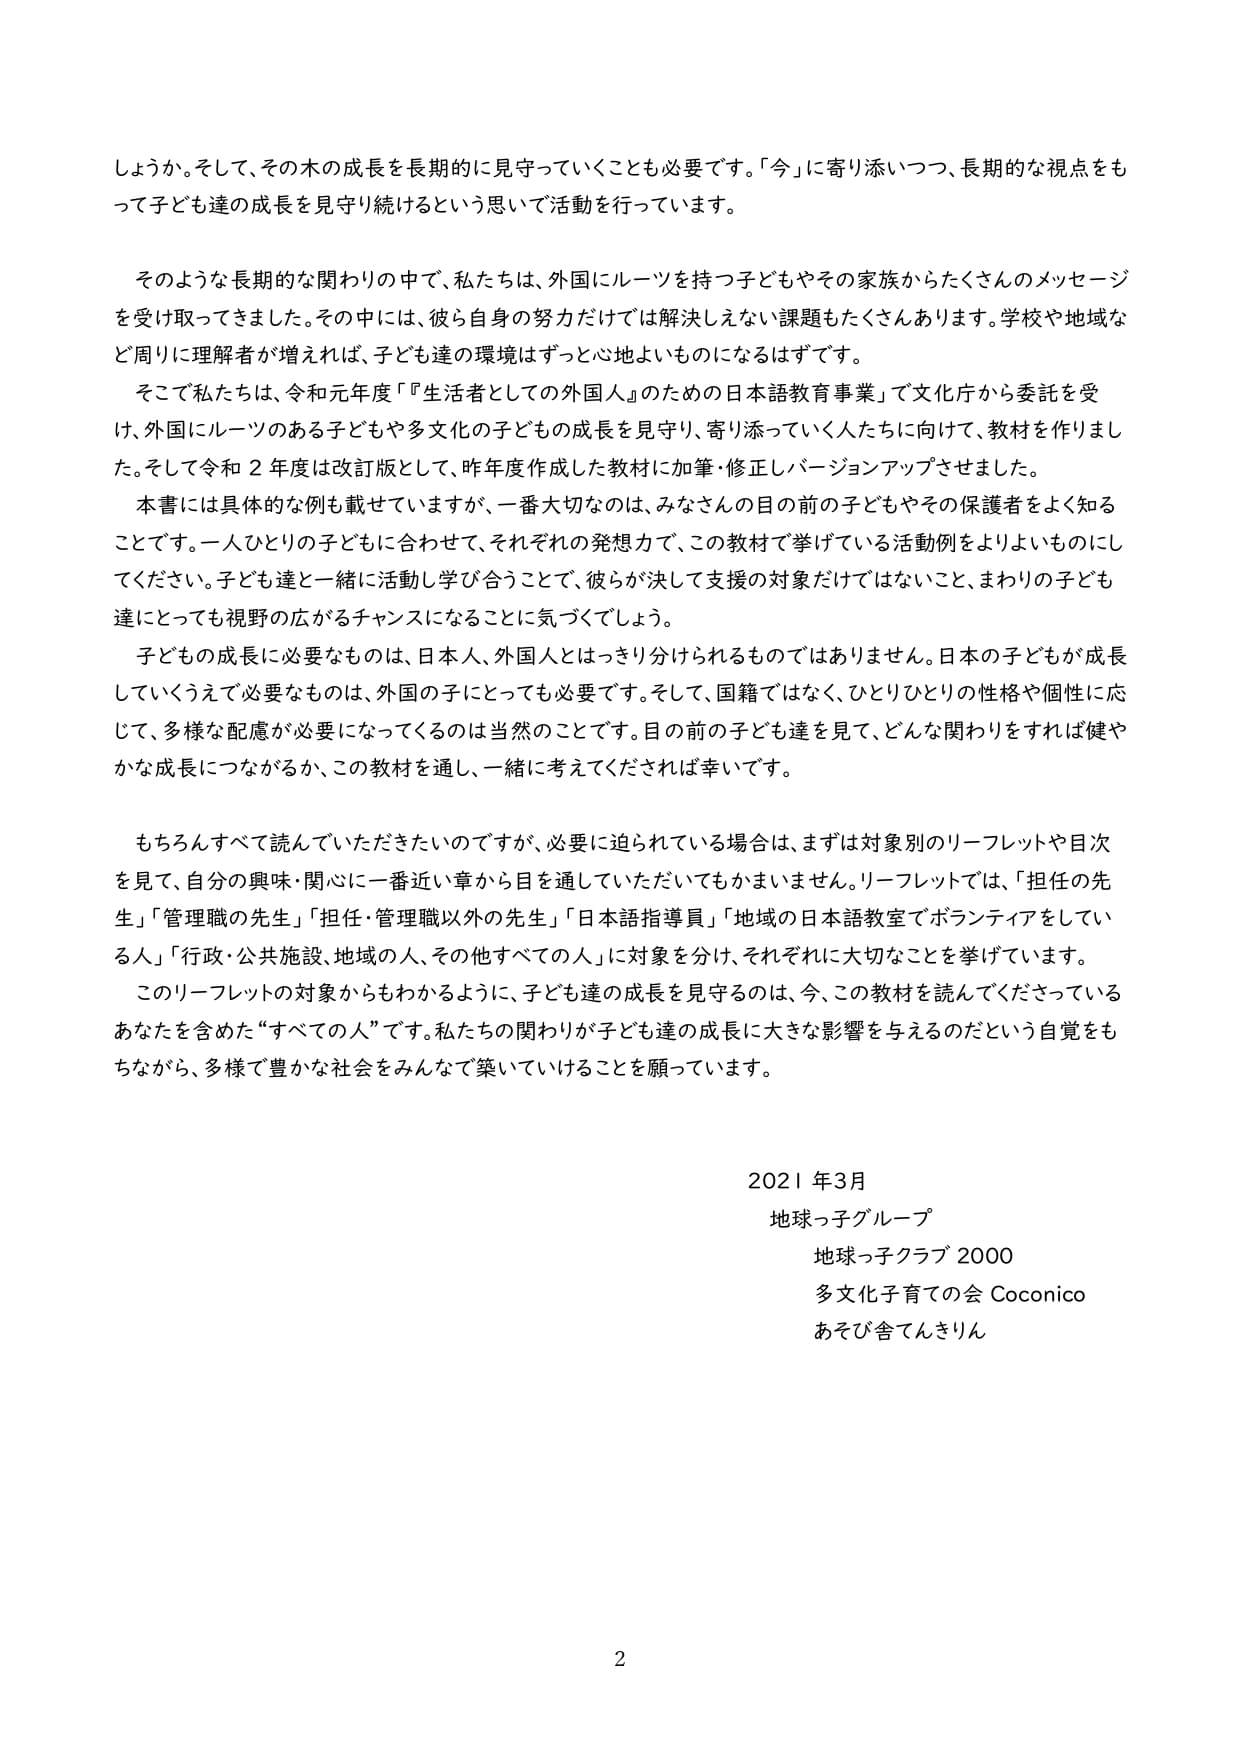 しょうか。そして、その木の成長を長期的に見守っていくことも必要です。「今」に寄り添いつつ、長期的な視点をも
って子ども達の成長を見守り続けるという思いで活動を行っています。
そのような長期的な関わりの中で、私たちは、外国にルーツを持つ子どもやその家族からたくさんのメッセージ
を受け取ってきました。その中には、彼ら自身の努力だけでは解決しえない課題もたくさんあります。学校や地域な
ど周りに理解者が増えれば、子ども達の環境はずっと心地よいものになるはずです。
そこで私たちは、令和元年度「『生活者としての外国人』のための日本語教育事業」で文化庁から委託を受
け、外国にルーツのある子どもや多文化の子どもの成長を見守り、寄り添っていく人たちに向けて、教材を作りまし
た。そして令和 2 年度は改訂版として、昨年度作成した教材に加筆・修正しバージョンアップさせました。
本書には具体的な例も載せていますが、一番大切なのは、みなさんの目の前の子どもやその保護者をよく知る
ことです。一人ひとりの子どもに合わせて、それぞれの発想力で、この教材で挙げている活動例をよりよいものにし
てください。子ども達と一緒に活動し学び合うことで、彼らが決して支援の対象だけではないこと、まわりの子ども
達にとっても視野の広がるチャンスになることに気づくでしょう。
子どもの成長に必要なものは、日本人、外国人とはっきり分けられるものではありません。日本の子どもが成長
していくうえで必要なものは、外国の子にとっても必要です。そして、国籍ではなく、ひとりひとりの性格や個性に応
じて、多様な配慮が必要になってくるのは当然のことです。目の前の子ども達を見て、どんな関わりをすれば健や
かな成長につながるか、この教材を通し、一緒に考えてくだされば幸いです。
もちろんすべて読んでいただきたいのですが、必要に迫られている場合は、まずは対象別のリーフレットや目次
を見て、自分の興味・関心に一番近い章から目を通していただいてもかまいません。リーフレットでは、「担任の先
生」「管理職の先生」「担任・管理職以外の先生」「日本語指導員」「地域の日本語教室でボランティアをしてい
る人」「行政・公共施設、地域の人、その他すべての人」に対象を分け、それぞれに大切なことを挙げています。
このリーフレットの対象からもわかるように、子ども達の成長を見守るのは、今、この教材を読んでくださっている
あなたを含めた“すべての人”です。私たちの関わりが子ども達の成長に大きな影響を与えるのだという自覚をも
ちながら、多様で豊かな社会をみんなで築いていけることを願っています。
2021 年3月
地球っ子グループ
地球っ子クラブ 2000
多文化子育ての会 Coconico
あそび舎てんきりん
2